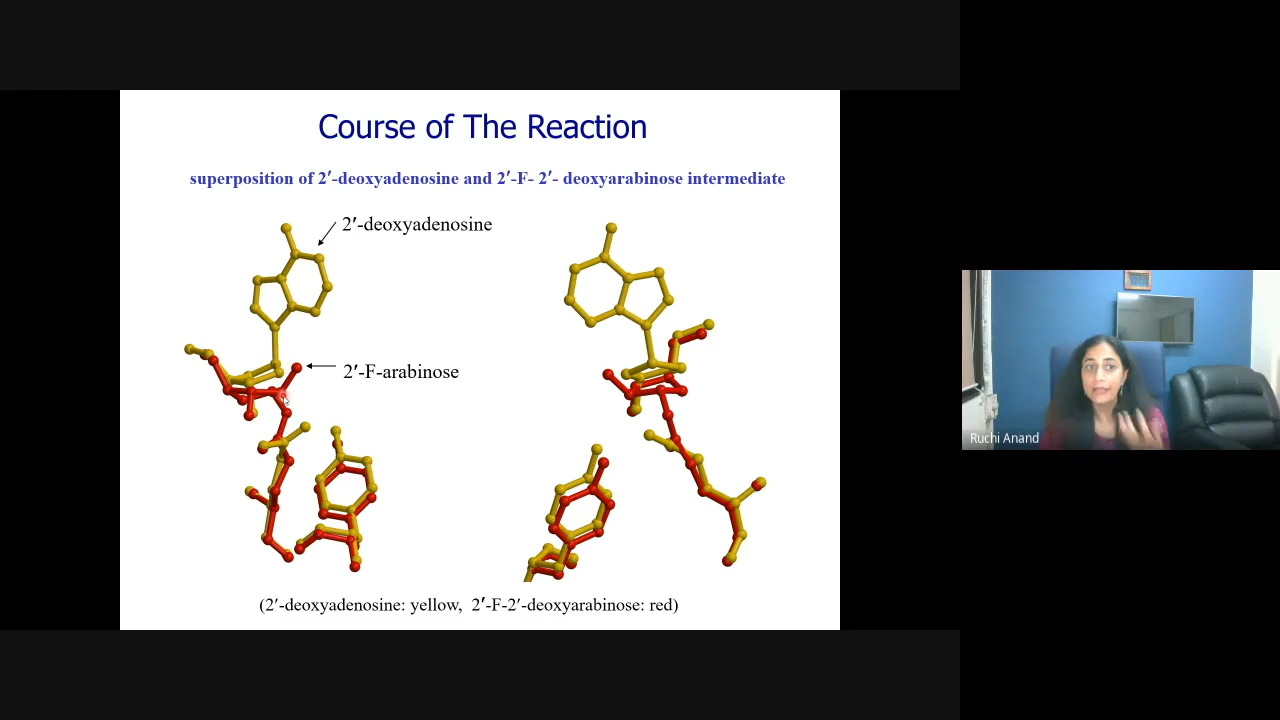 Course of The Reaction
superposition of 2′-deoxyadenosine and 2′-F- 2′- deoxyarabinose intermediate
2′-deoxyadenosine
2′-F-arabinose
(2′-deoxyadenosine: yellow, 2′-F-2′-deoxyarabinose: red)
Ruchi Anand